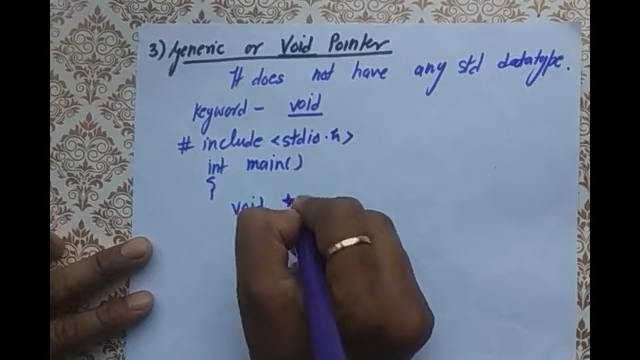 3) Generic or Void Pointer
It does not have any std datatype.
Keyword - void
# include <stdio.h>
int main()
{
void *